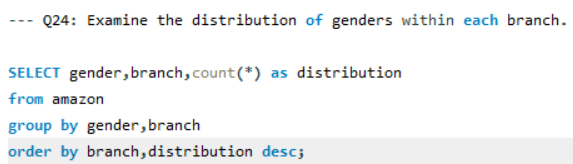 --- Q24: Examine the distribution of genders within each branch.
SELECT gender,branch,count(*) as distribution
from amazon
group by gender,branch
order by branch,distribution desc;